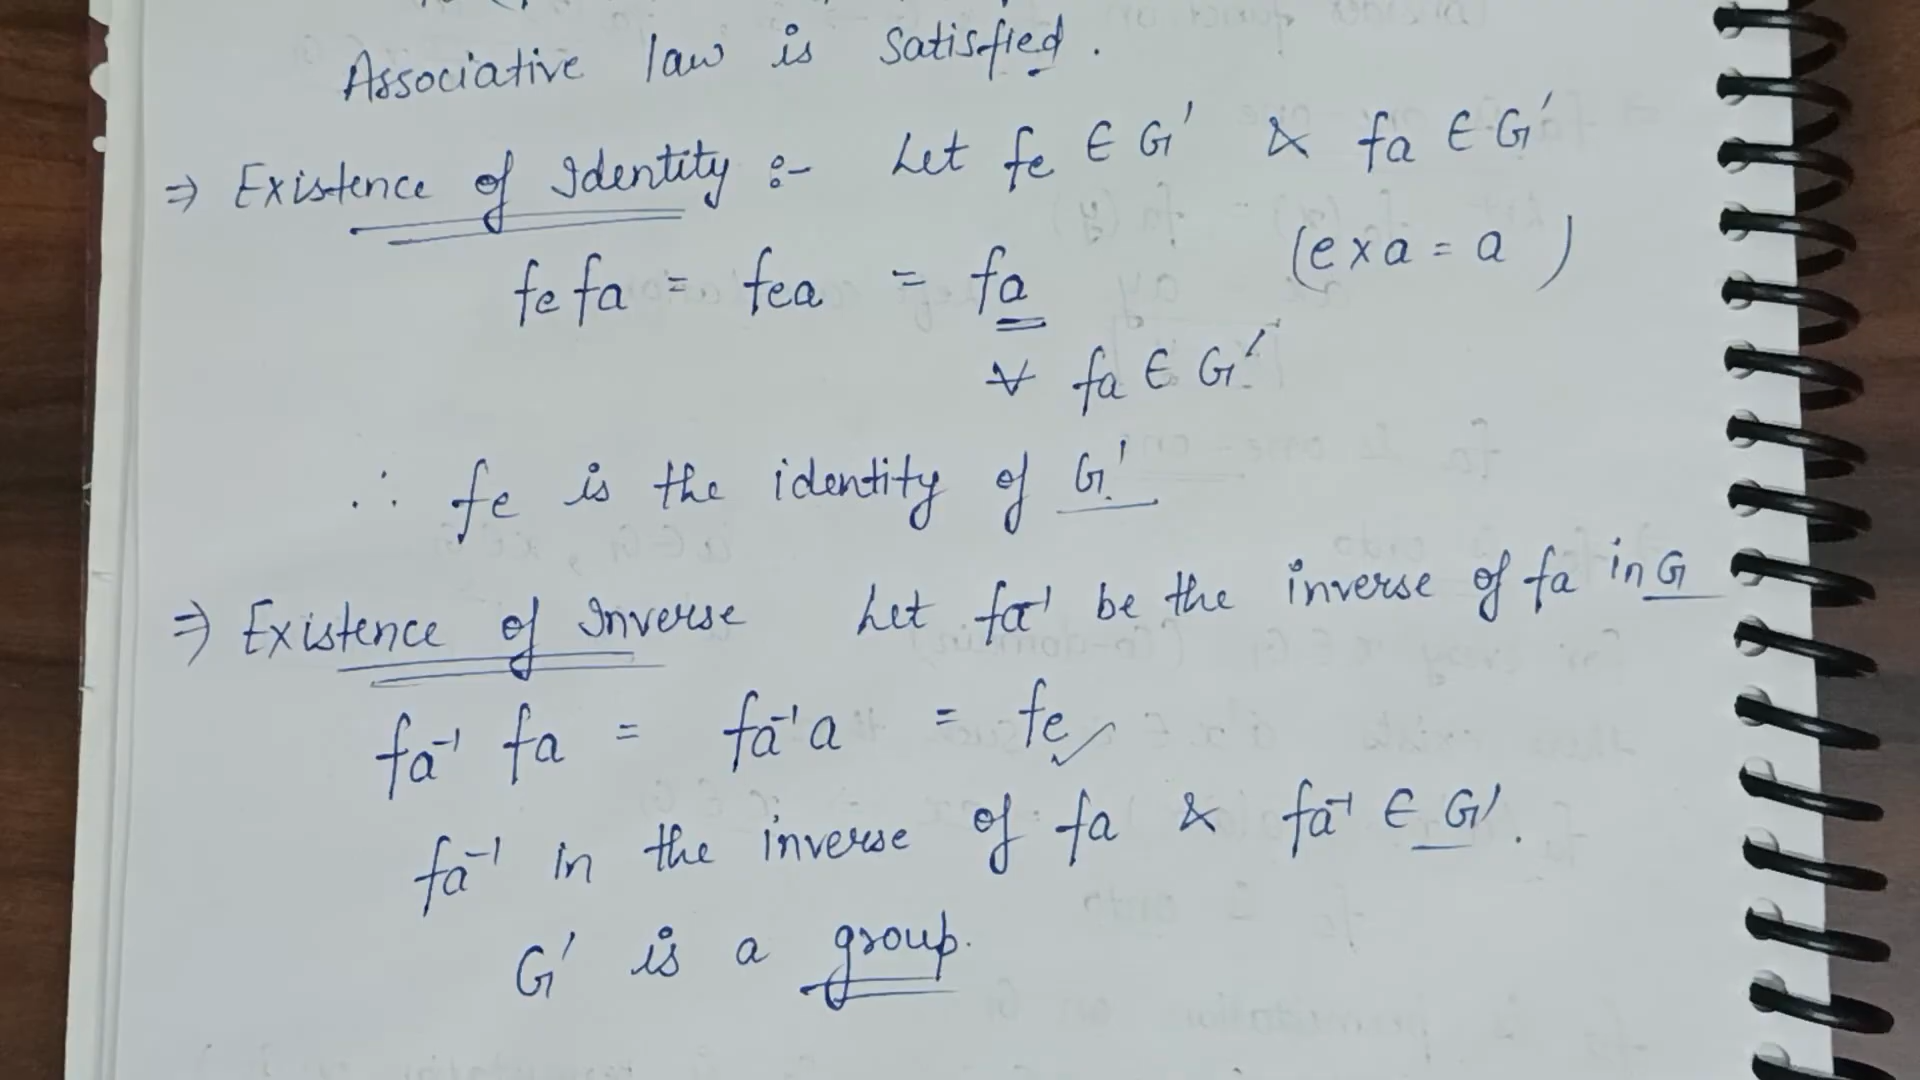 Associative law is satisfied.
⇒ Existence of Identity :- Let fe ∈ G' & fa ∈ G'
fe fa = fea = fa (e x a = a)
∀ fa ∈ G'
∴ fe is the identity of G'
⇒ Existence of Inverse Let fa⁻¹ be the inverse of fa in G
fa⁻¹ fa = fa⁻¹a = fe
fa⁻¹ in the inverse of fa & fa⁻¹ ∈ G'.
G' is a group.